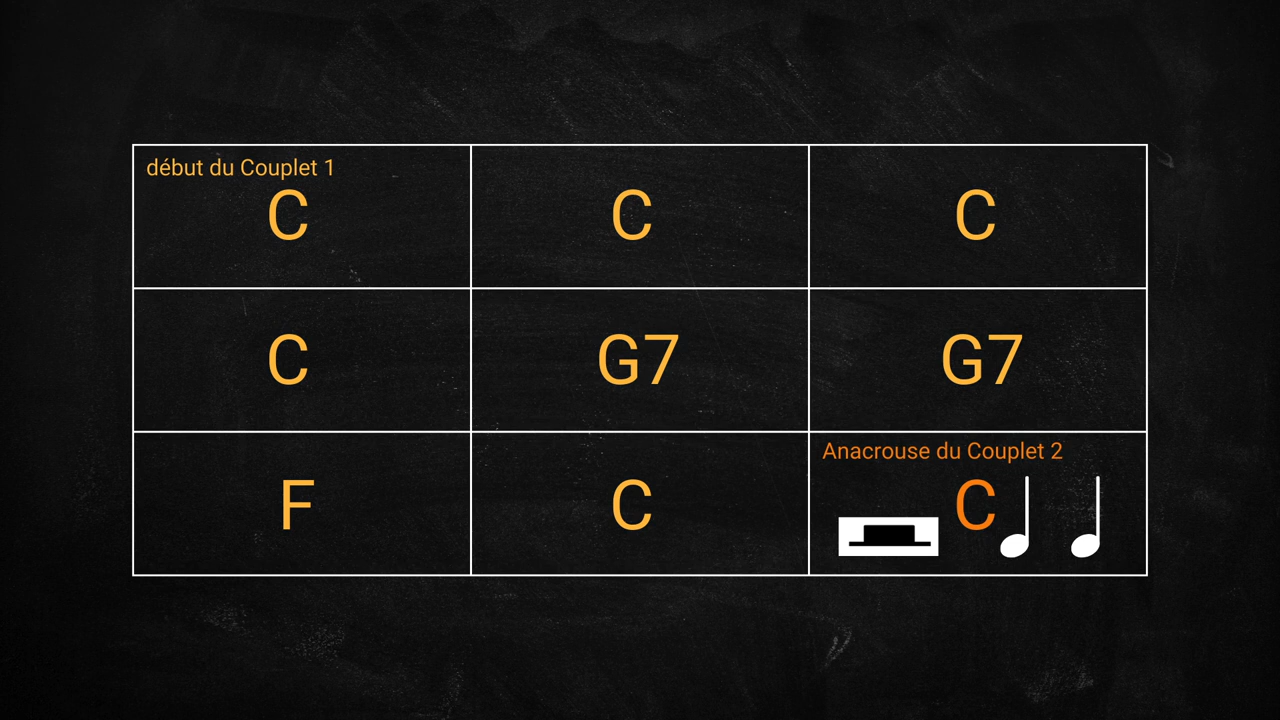 début du Couplet 1
C C C
C G7 G7
Anacrouse du Couplet 2
F C C